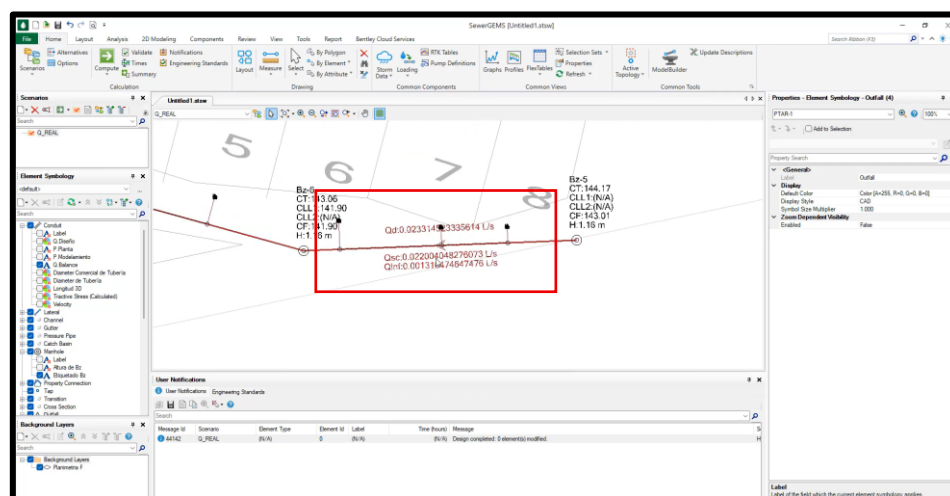 SewerGEMS [Untitled1.stsw]
File Home Layout Analysis 2D Modeling Components Review View Tools Report Bentley Cloud Services
Search Ribbon (F3)
Scenarios
Alternatives
Options
Compute
Validate
Times
Summary
Notifications
Engineering Standards
Layout
Measure
Select
By Polygon
By Element
By Attribute
Storm Data
Loading
RTK Tables
Pump Definitions
Graphs
Profiles
FlexTables
Selection Sets
Properties
Refresh
Active Topology
ModelBuilder
Update Descriptions
Calculation
Drawing
Common Components
Common Views
Common Tools
Scenarios
Search
Q_REAL
Element Symbology
<default>
Search
Conduit
Label
Q Diseño
P. Planta
P. Modelamiento
Q Balance
Diameter Comercial de Tubería
Diametro de Tubería
Longitud 3D
Tractive Stress (Calculated)
Velocity
Lateral
Channel
Gutter
Pressure Pipe
Catch Basin
Manhole
Label
Altura de Bz
Etiquetado Bz
Property Connection
Tap
Transition
Cross Section
Outfall
Background Layers
Search
Background Layers
Planimetria F
Untitled1.stsw
Q_REAL
5
6
7
8
CT:143.06
CLL1:141.90
CLL2:(N/A)
CF:141.90
H:1.16 m
Qsc:0.022004048276073 L/s
Bz-5
CT:144.17
CLL1:(N/A)
CLL2:(N/A)
CF:143.01
H:1.16 m
User Notifications
User Notifications Engineering Standards
Search
Message Id Scenario Element Type Element Id Label Time (hours) Message
44142 Q_REAL (N/A) 0 (N/A) (N/A) Design completed: 0 element(s) modified.
Properties - Element Symbology - Outfall (4)
PTAR-1
100%
Add to Selection
Property Search
<General>
Label Outfall
Display
Default Color Color [A=255, R=0, G=0, B=0]
Display Style CAD
Symbol Size Multiplier 1.000
Zoom Dependent Visibility
Enabled False
Label
Label of the field which the current element symbology applies.